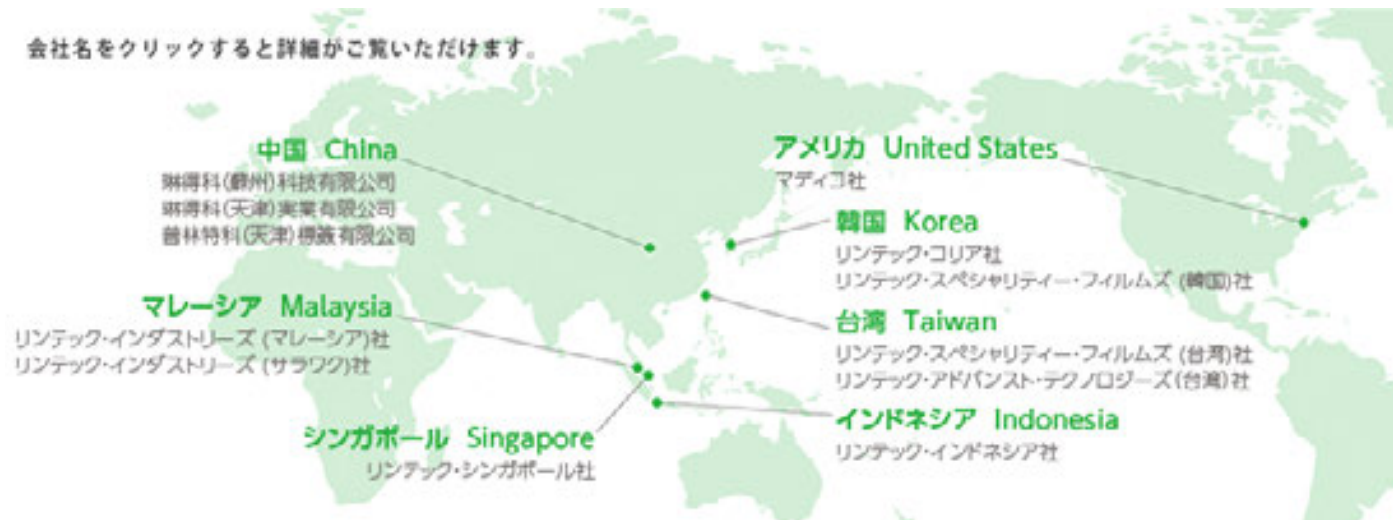 会社名をクリックすると詳細がご覧いただけます。
中国 China
琳得科(蘇州)科技有限公司
琳得科(天津)実業有限公司
普林特科(天津)標簽有限公司
マレーシア Malaysia
リンテック・インダストリーズ (マレーシア)社
リンテック・インダストリーズ (サラワク)社
シンガポール Singapore
リンテック・シンガポール社
アメリカ United States
マディコ社
韓国 Korea
リンテック・コリア社
リンテック・スペシャリティー・フィルムズ (韓国)社
台湾 Taiwan
リンテック・スペシャリティー・フィルムズ (台湾)社
リンテック・アドバンスト・テクノロジーズ(台湾)社
インドネシア Indonesia
リンテック・インドネシア社